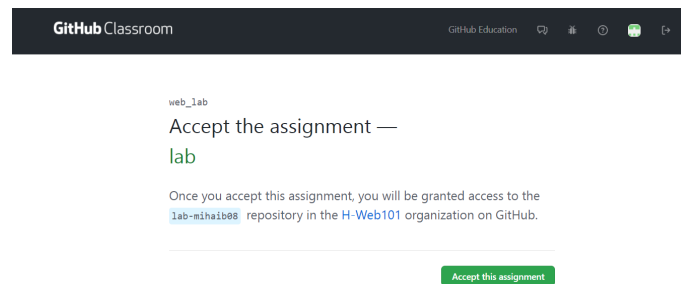 GitHub Classroom
GitHub Education
web_lab
Accept the assignment —
lab
Once you accept this assignment, you will be granted access to the
lab-mihaib08 repository in the H-Web101 organization on GitHub.
Accept this assignment